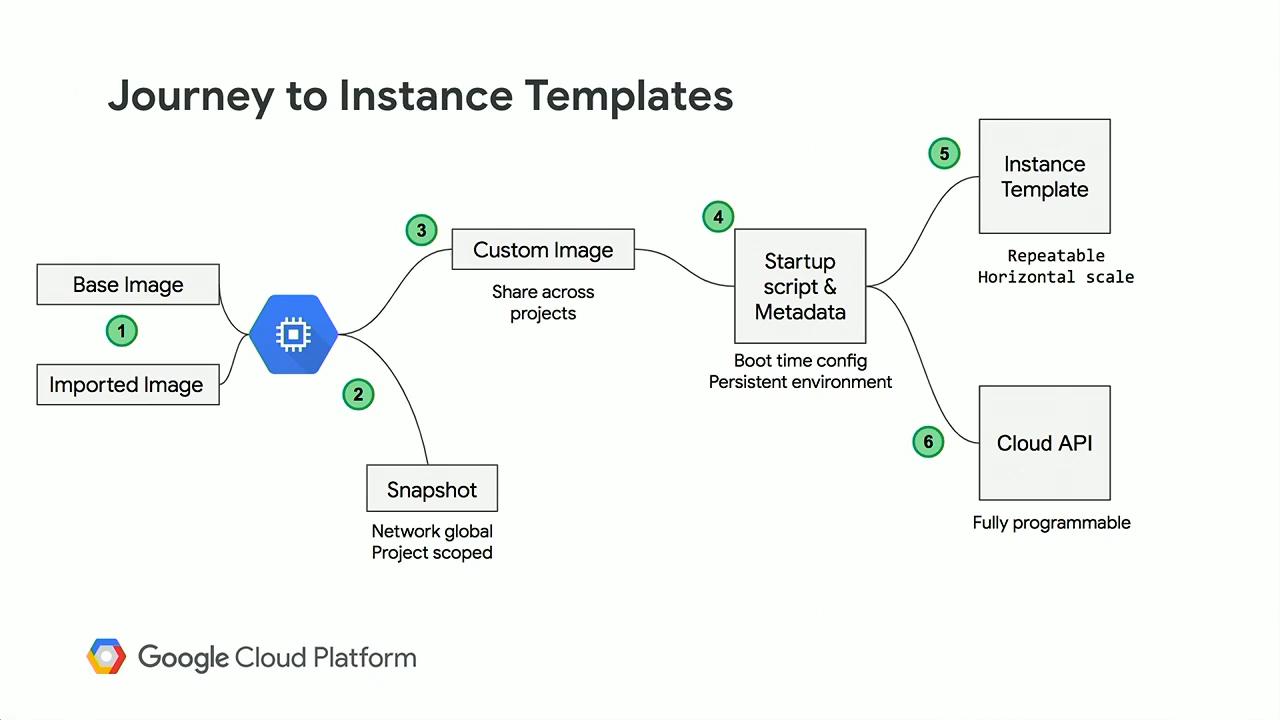 Journey to Instance Templates
5
Instance
Template
Repeatable
Horizontal scale
3
Custom Image
Share across
projects
4
Startup
script &
Metadata
Boot time config
Persistent environment
Base Image
1
Imported Image
2
Snapshot
Network global
Project scoped
6
Cloud API
Fully programmable
Google Cloud Platform